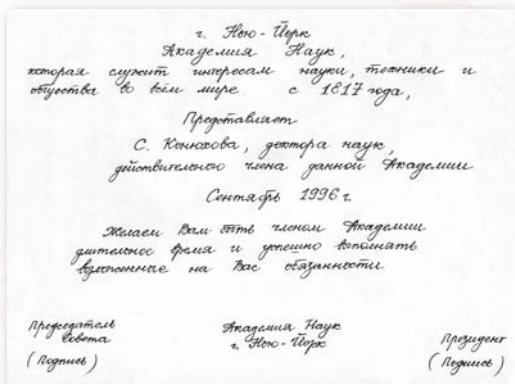 г. Нью-Йорк
Академия Наук,
которая служит интересам науки, техники и
общества во всём мире с 1817 года,
Представляет
С. Конюхова, доктора наук,
действительного члена данной Академии
Сентябрь 1996 г.
Желаем Вам быть членом Академии
длительное время и успешно выполнять
возложенные на Вас обязанности.
Председатель
Совета
(Подпись)
Академия Наук
г. Нью-Йорк
Президент
(Подпись)